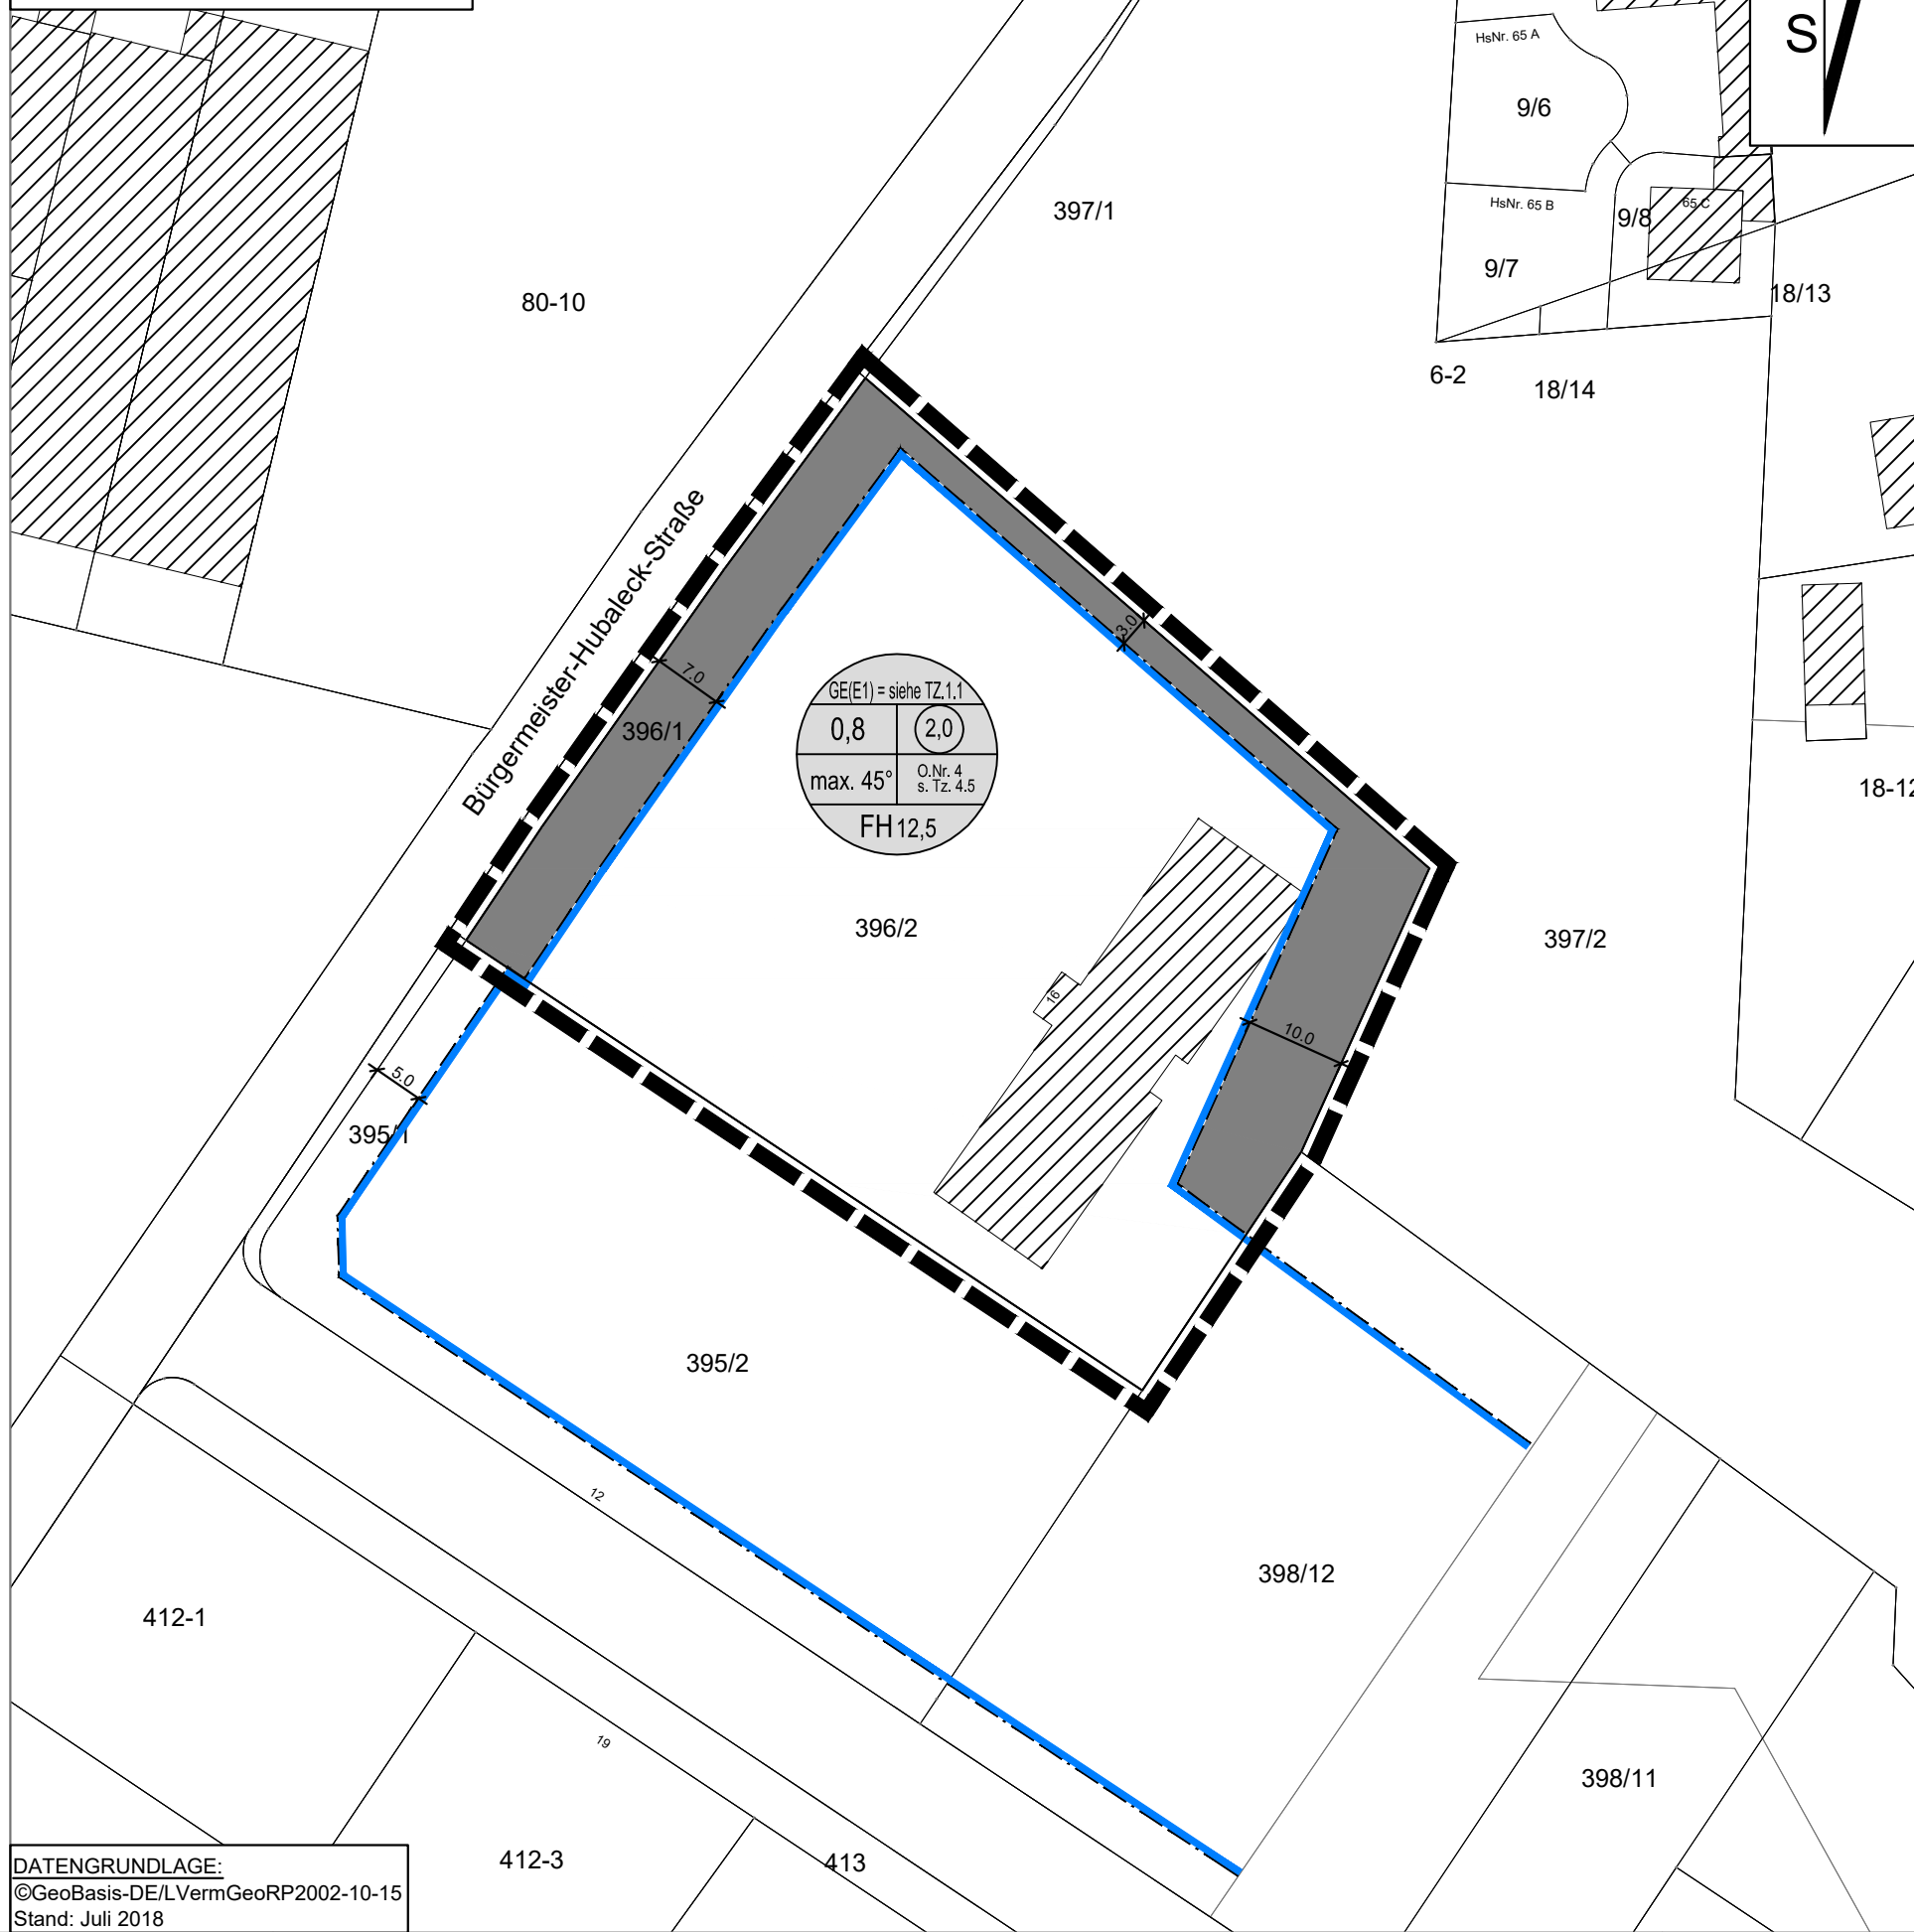 HsNr. 65 A
S
9/6
HsNr. 65 B
65 C
397/1
9/8
9/7
80-10
18/13
6-2
18/14
Bürgermeister-Hubaleck-Straße
3.0
7.0
396/1
GE(E1) = siehe TZ.1.1
0,8
2,0
max. 45°
O.Nr. 4
s. Tz. 4.5
FH 12,5
18-12
396/2
397/2
16
10.0
5.0
395/1
395/2
12
398/12
412-1
19
398/11
412-3
413
DATENGRUNDLAGE:
©GeoBasis-DE/LVermGeoRP2002-10-15
Stand: Juli 2018